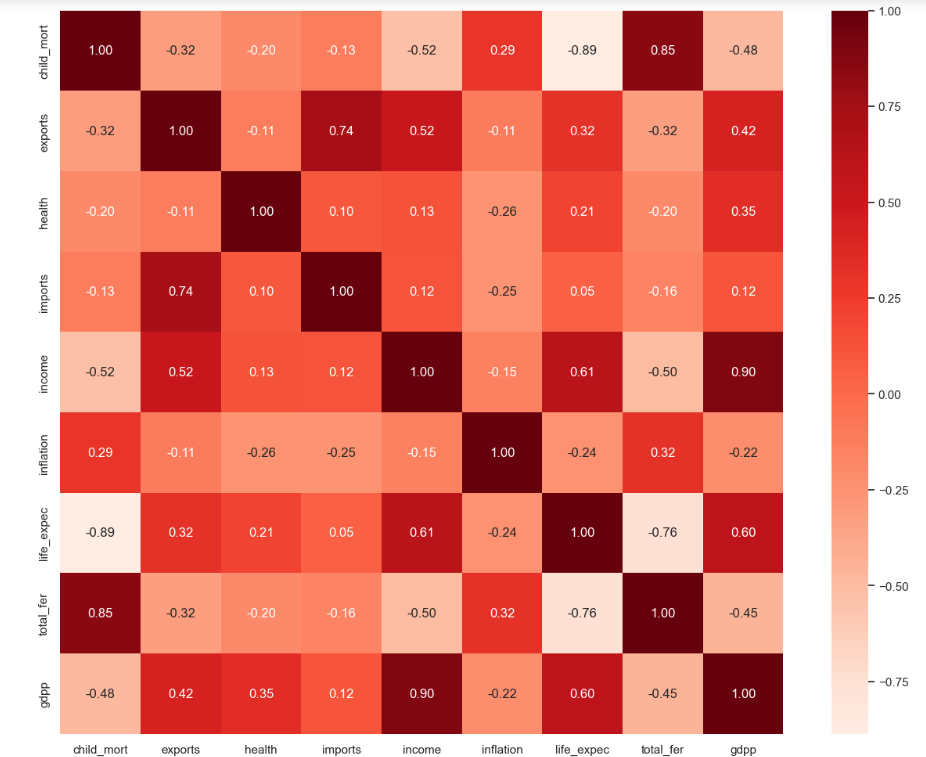 child_mort 1.00 -0.32 -0.20 -0.13 -0.52 0.29 -0.89 0.85 -0.48
exports -0.32 1.00 -0.11 0.74 0.52 -0.11 0.32 -0.32 0.42
health -0.20 -0.11 1.00 0.10 0.13 -0.26 0.21 -0.20 0.35
imports -0.13 0.74 0.10 1.00 0.12 -0.25 0.05 -0.16 0.12
income -0.52 0.52 0.13 0.12 1.00 -0.15 0.61 -0.50 0.90
inflation 0.29 -0.11 -0.26 -0.25 -0.15 1.00 -0.24 0.32 -0.22
life_expec -0.89 0.32 0.21 0.05 0.61 -0.24 1.00 -0.76 0.60
total_fer 0.85 -0.32 -0.20 -0.16 -0.50 0.32 -0.76 1.00 -0.45
gdpp -0.48 0.42 0.35 0.12 0.90 -0.22 0.60 -0.45 1.00
child_mort exports health imports income inflation life_expec total_fer gdpp
1.00
0.75
0.50
0.25
0.00
−0.25
−0.50
−0.75